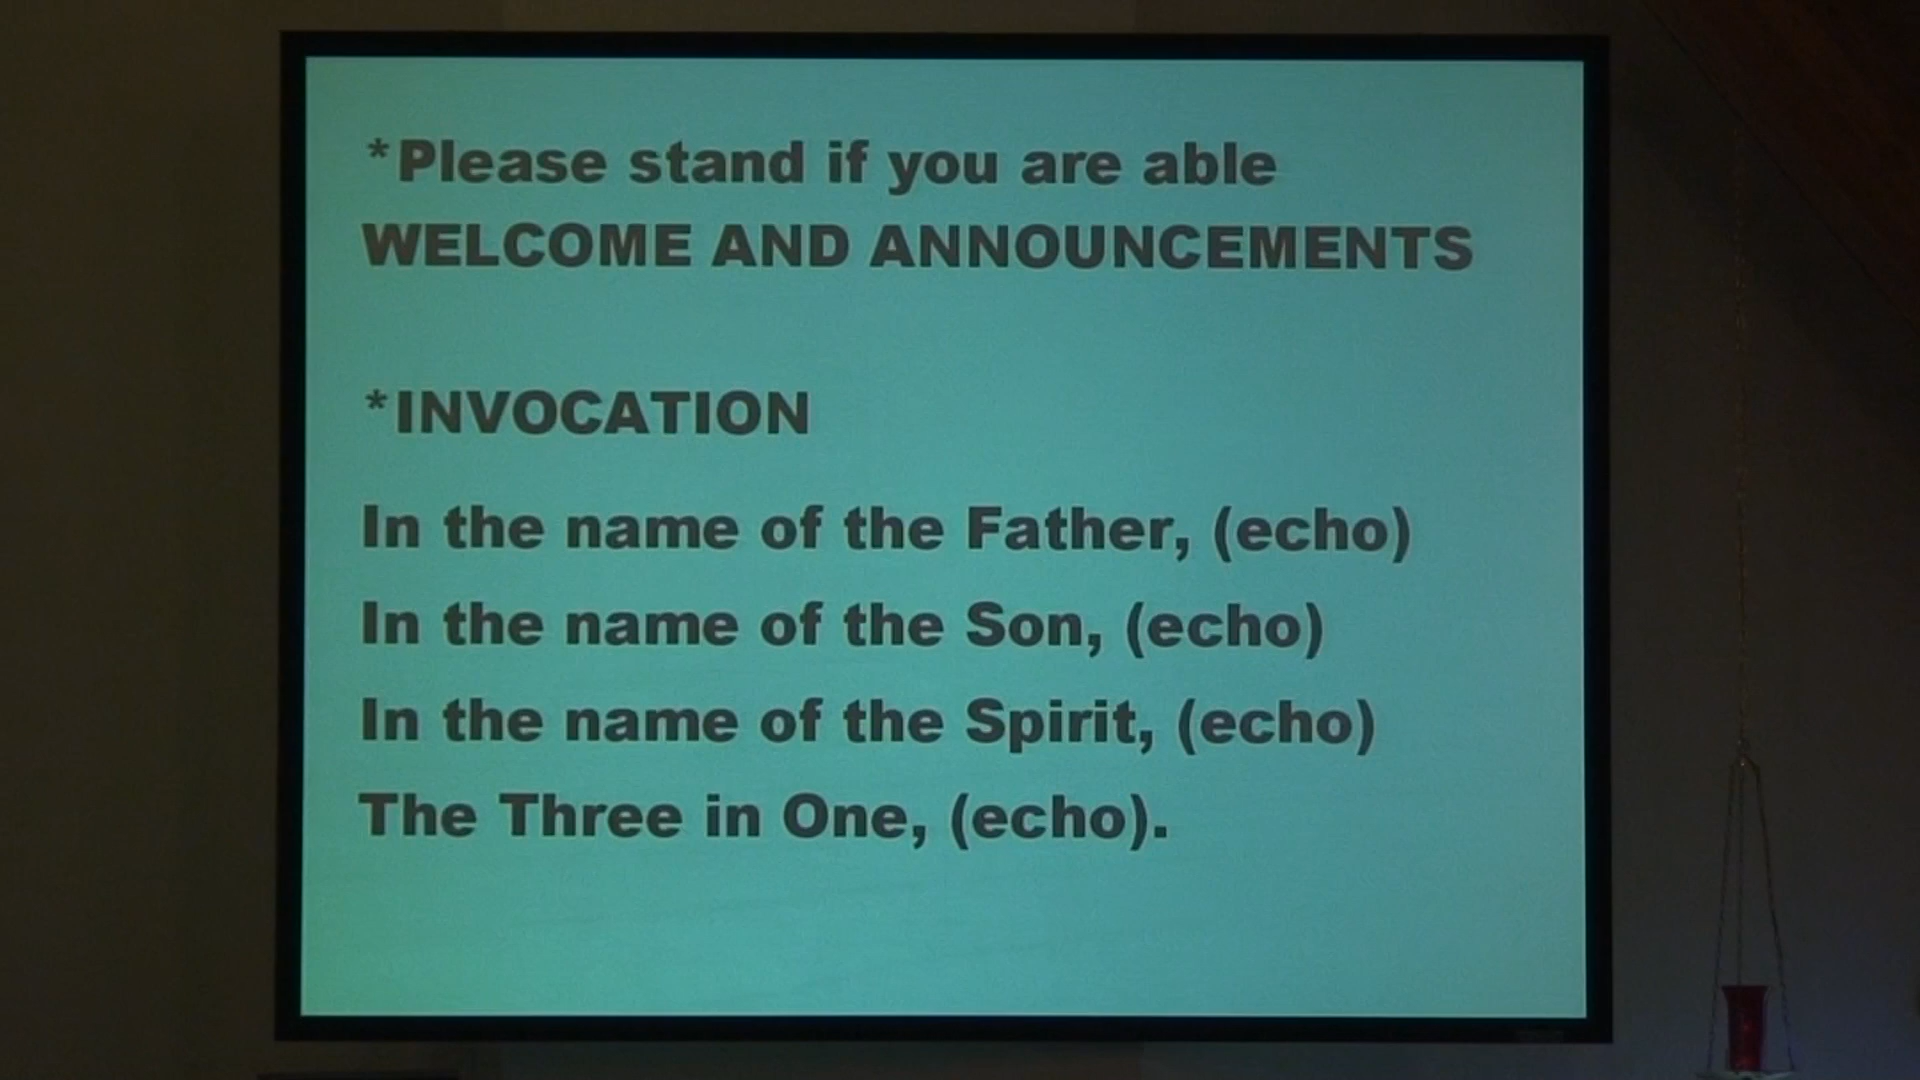 *Please stand if you are able
WELCOME AND ANNOUNCEMENTS
*INVOCATION
In the name of the Father, (echo)
In the name of the Son, (echo)
In the name of the Spirit, (echo)
The Three in One, (echo).